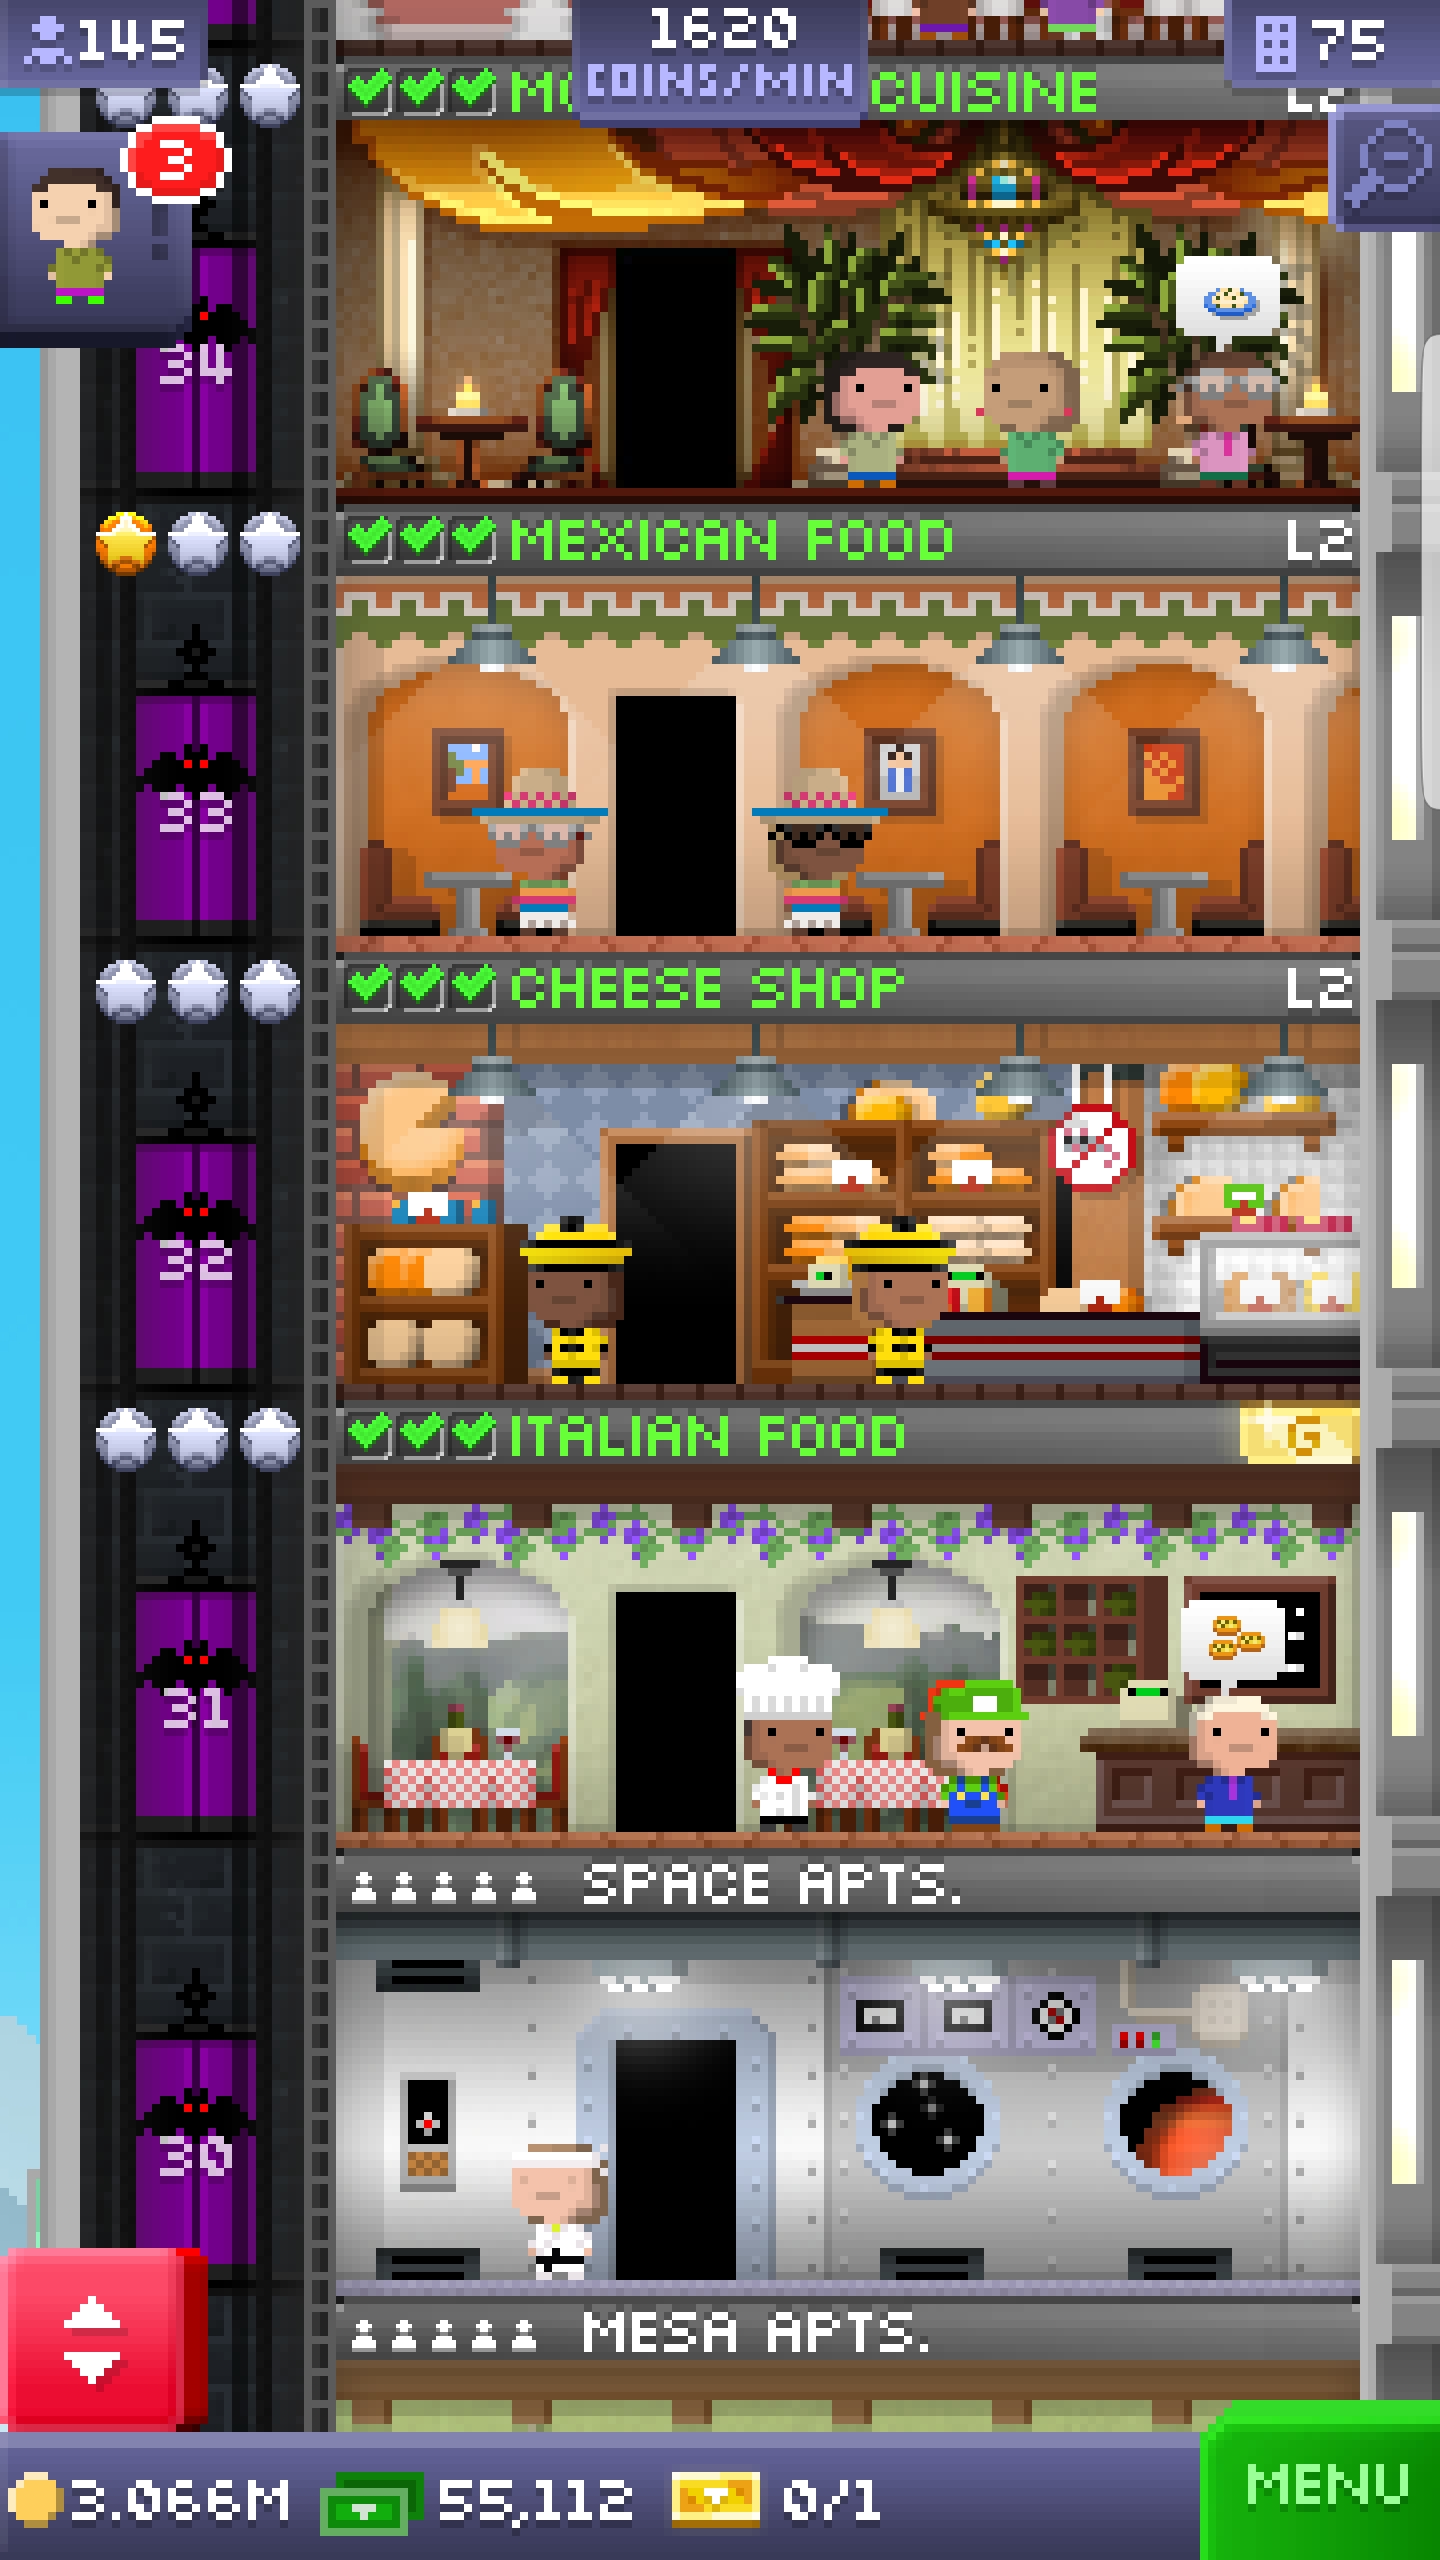 145
1620
COINS/MIN
75
3
CUISINE
34
MEXICAN FOOD
L2
33
CHEESE SHOP
L2
32
ITALIAN FOOD
G
31
SPACE APTS.
30
MESA APTS.
3.066M
55,112
0/1
MENU